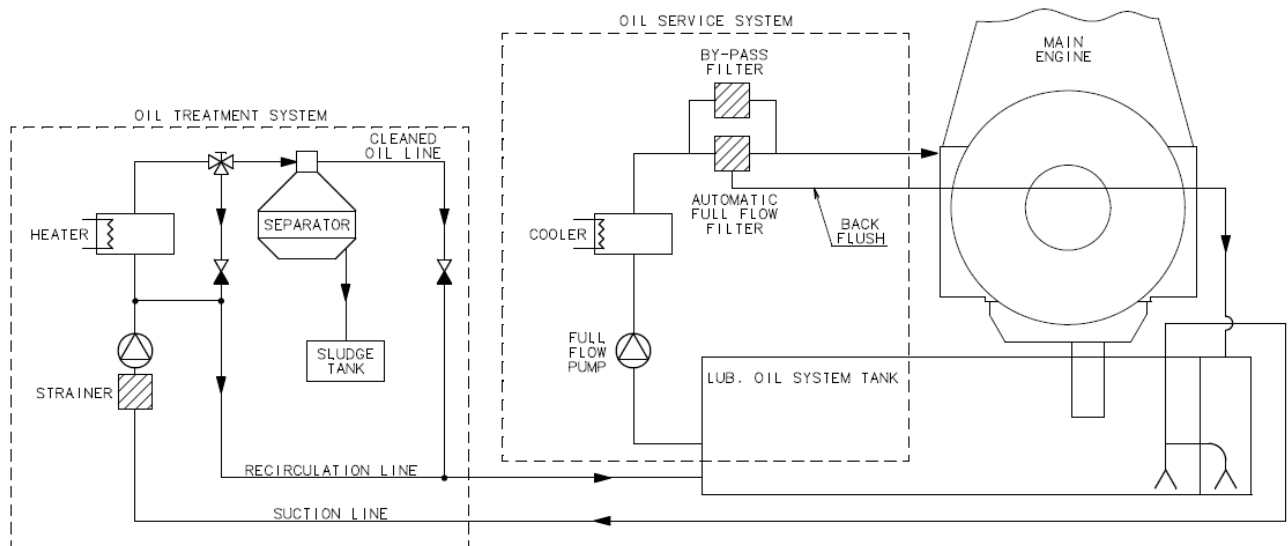 OIL SERVICE SYSTEM
BY-PASS
FILTER
MAIN
ENGINE
OIL TREATMENT SYSTEM
CLEANED
OIL LINE
HEATER
SEPARATOR
COOLER
AUTOMATIC
FULL FLOW
FILTER
BACK
FLUSH
SLUDGE
TANK
FULL
FLOW
PUMP
STRAINER
LUB. OIL SYSTEM TANK
RECIRCULATION LINE
SUCTION LINE